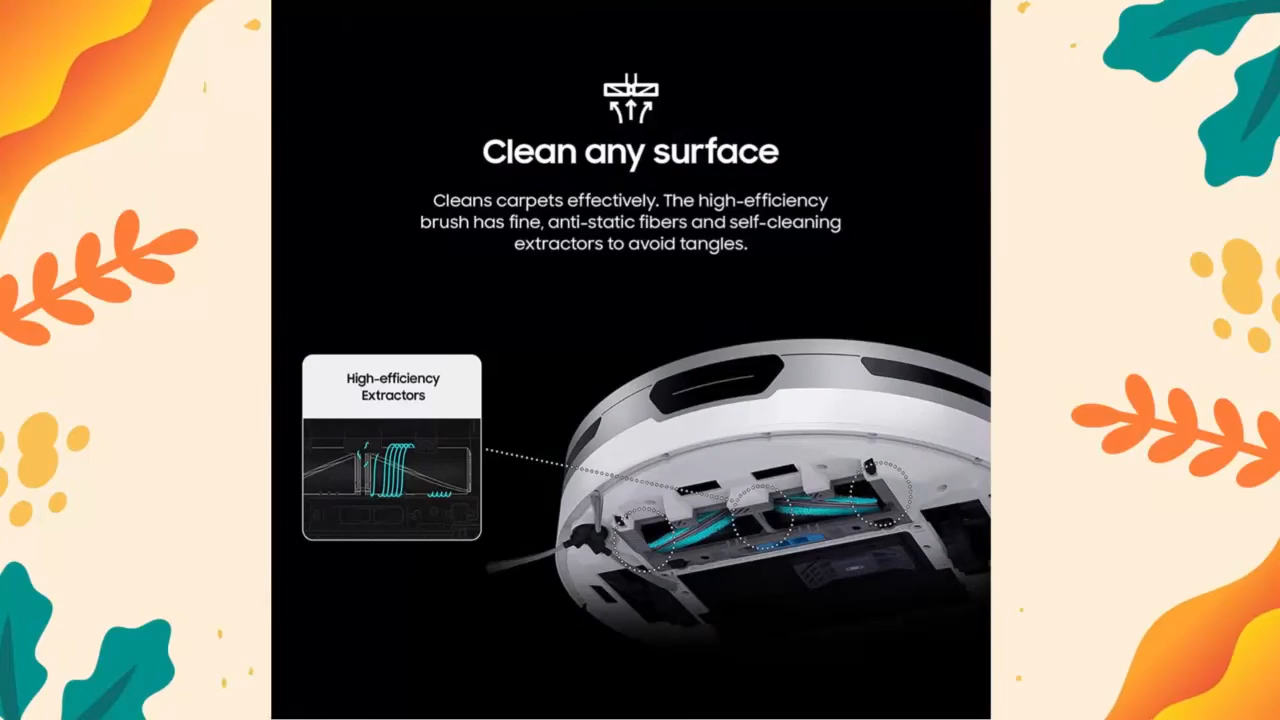 Clean any surface
Cleans carpets effectively. The high-efficiency
brush has fine, anti-static fibers and self-cleaning
extractors to avoid tangles.
High-efficiency
Extractors